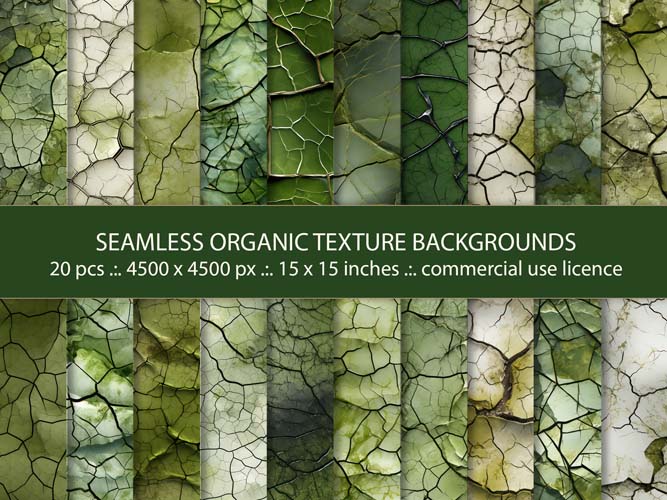 SEAMLESS ORGANIC TEXTURE BACKGROUNDS
20 pcs .:. 4500 x 4500 px .:. 15 x 15 inches .:. commercial use licence